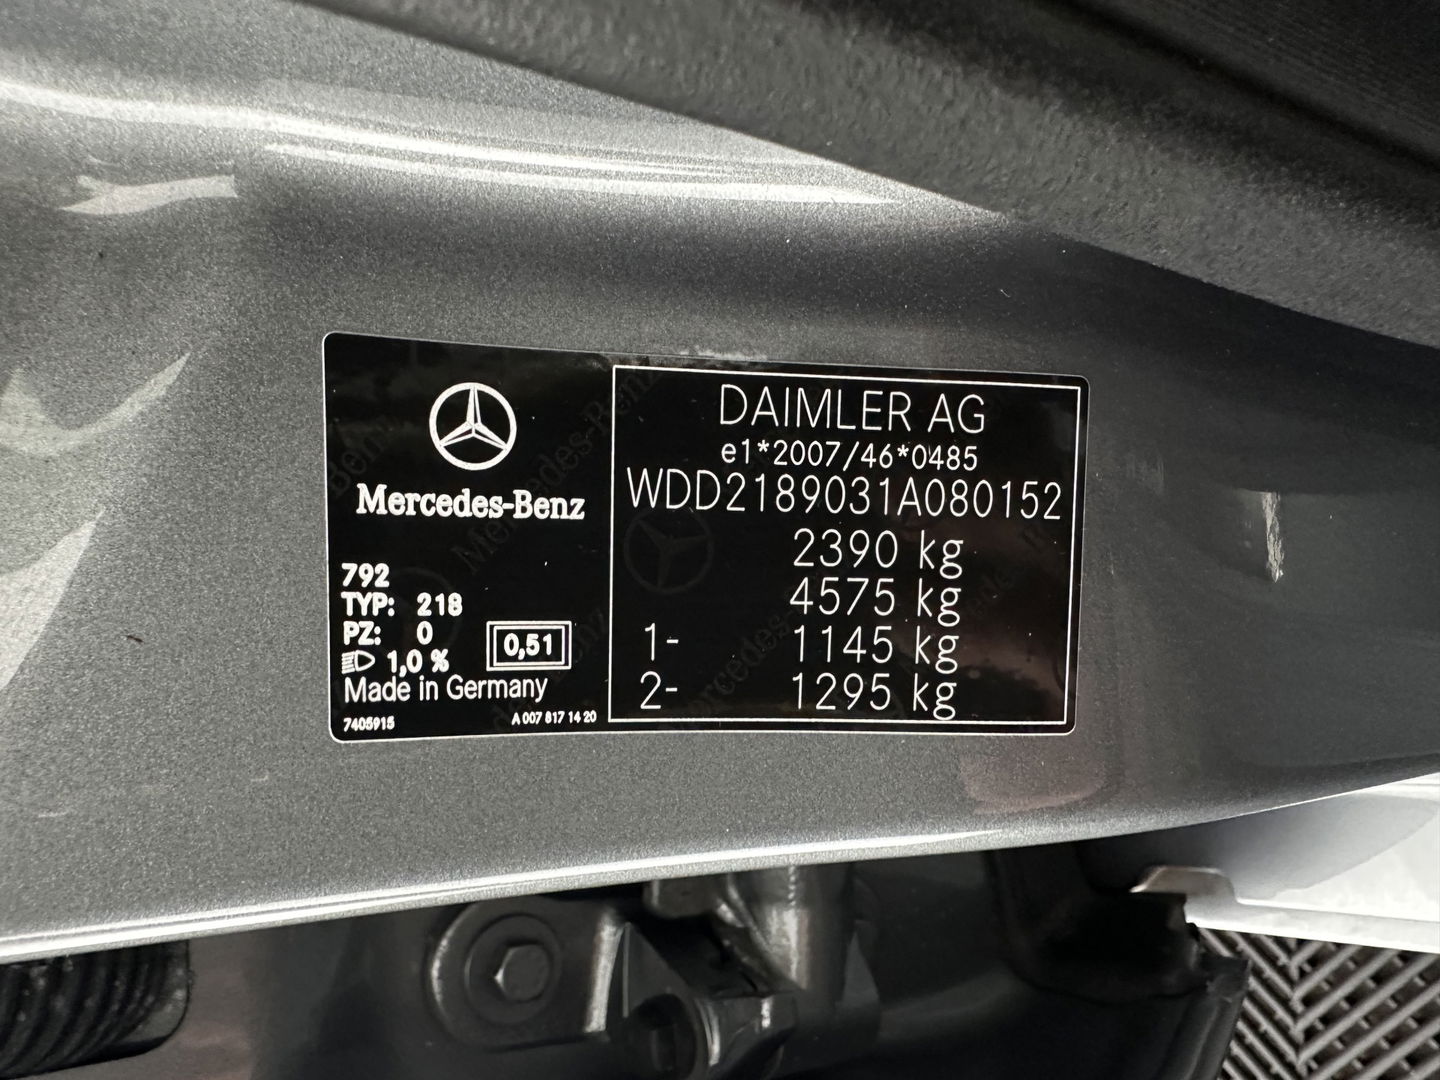 Mercedes-Benz
792
TYP: 218
PZ: 0
1,0 %
0,51
Made in Germany
7405915
A 007 817 14 20
DAIMLER AG
e1*2007/46*0485
WDD2189031A080152
2390 kg
4575 kg
1- 1145 kg
2- 1295 kg